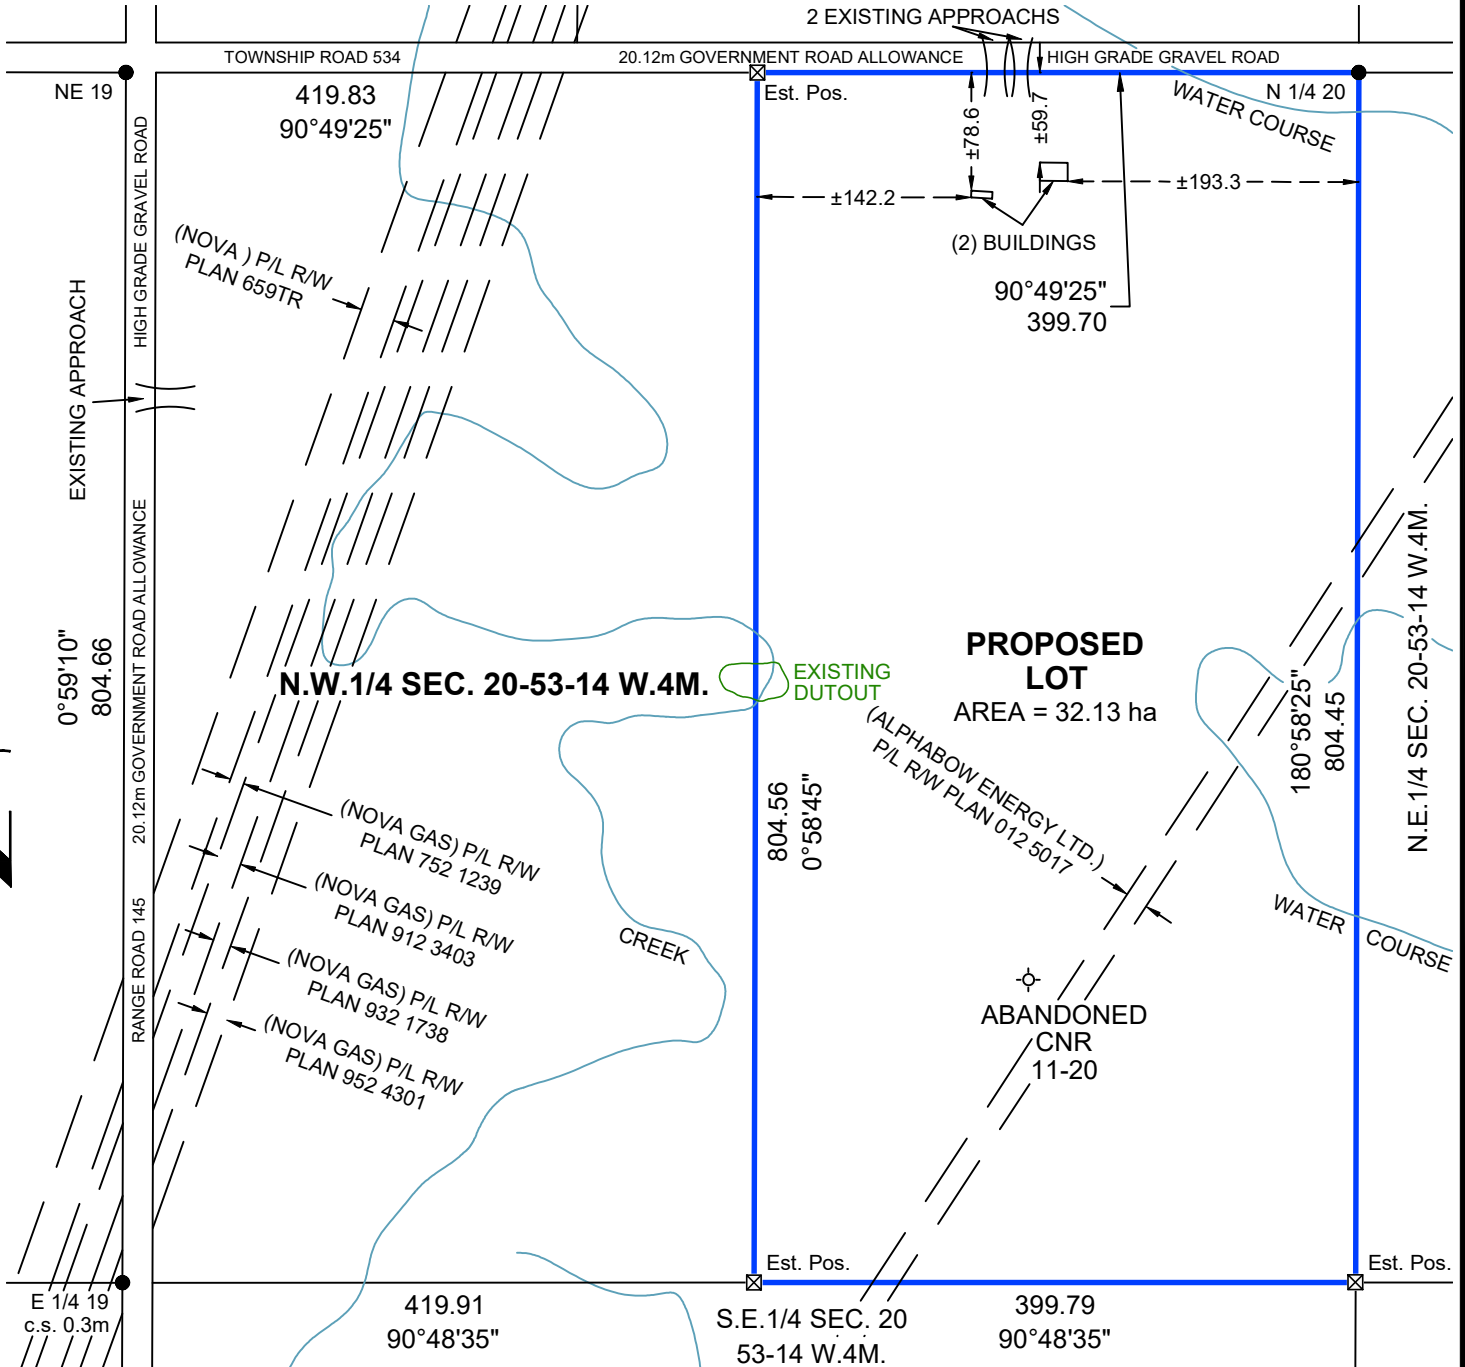 2 EXISTING APPROACHS
TOWNSHIP ROAD 534
20.12m GOVERNMENT ROAD ALLOWANCE
HIGH GRADE GRAVEL ROAD
NE 19
419.83
90°49'25"
Est. Pos.
N 1/4 20
WATER COURSE
±78.6
±59.7
±142.2
±193.3
(2) BUILDINGS
90°49'25"
399.70
HIGH GRADE GRAVEL ROAD
(NOVA ) P/L R/W
PLAN 659TR
EXISTING APPROACH
20.12m GOVERNMENT ROAD ALLOWANCE
0°59'10"
804.66
N.W.1/4 SEC. 20-53-14 W.4M.
EXISTING
DUTOUT
PROPOSED
LOT
AREA = 32.13 ha
(ALPHABOW ENERGY LTD.)
P/L R/W PLAN 012 5017
180°58'25"
804.45
N.E.1/4 SEC. 20-53-14 W.4M.
804.56
0°58'45"
(NOVA GAS) P/L R/W
PLAN 752 1239
(NOVA GAS) P/L R/W
PLAN 912 3403
(NOVA GAS) P/L R/W
PLAN 932 1738
(NOVA GAS) P/L R/W
PLAN 952 4301
RANGE ROAD 145
CREEK
WATER COURSE
ABANDONED
CNR
11-20
Est. Pos.
Est. Pos.
E 1/4 19
c.s. 0.3m
419.91
90°48'35"
S.E.1/4 SEC. 20
53-14 W.4M.
399.79
90°48'35"